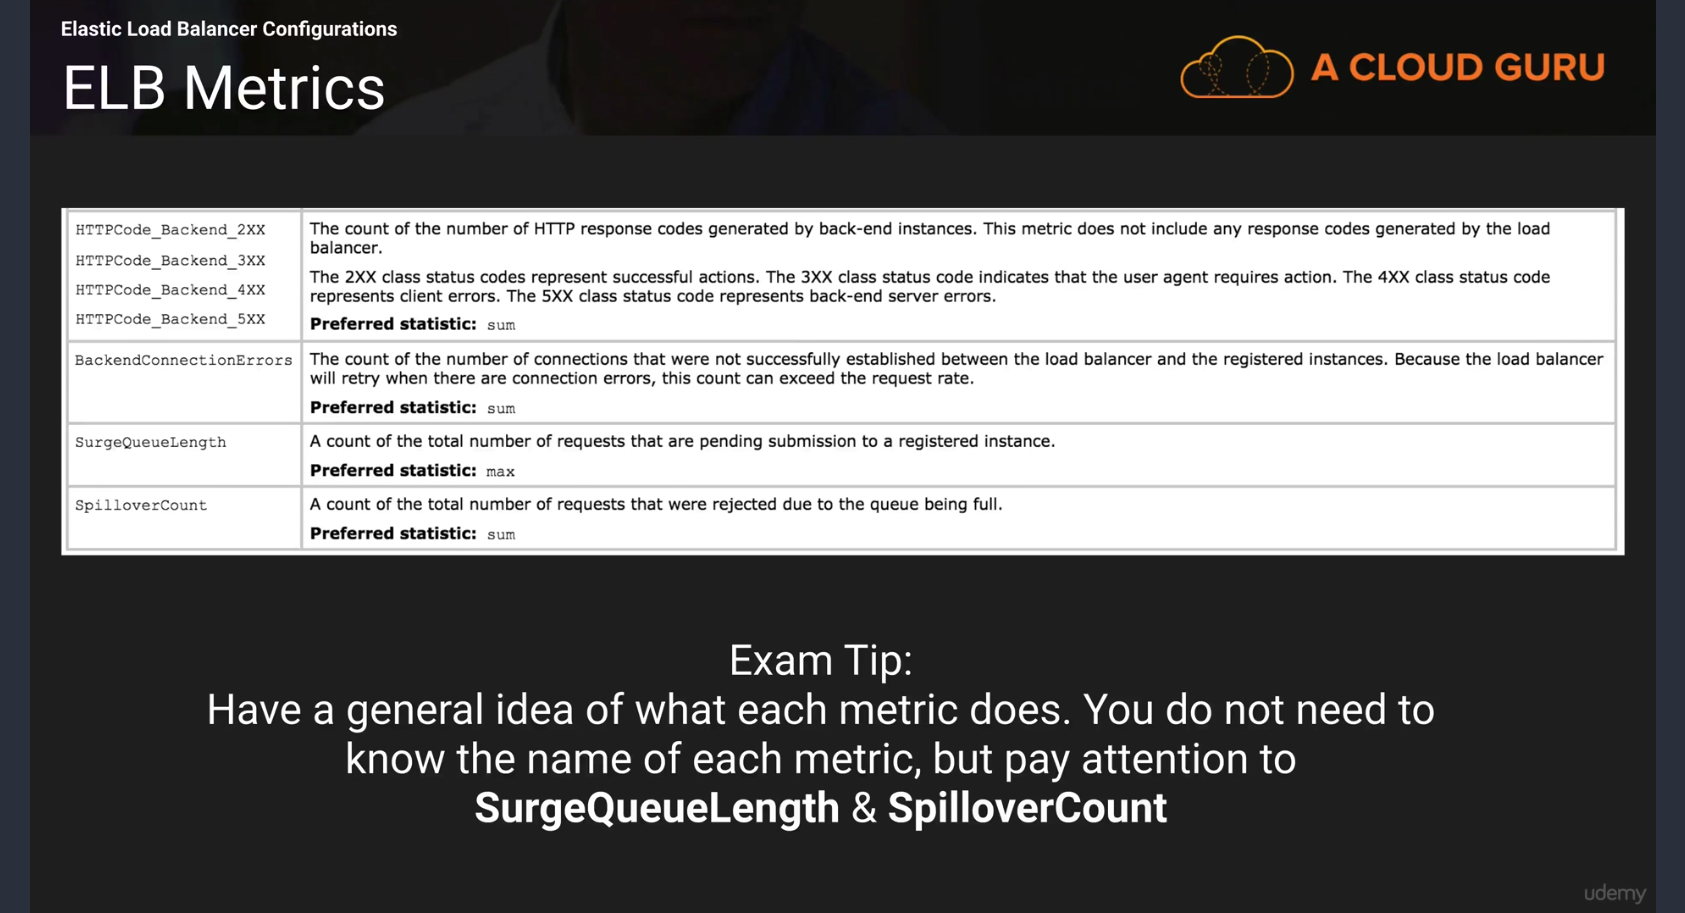 Elastic Load Balancer Configurations
ELB Metrics
A CLOUD GURU
HTTPCode_Backend_2XX
HTTPCode_Backend_3XX
HTTPCode_Backend_4XX
HTTPCode_Backend_5XX
The count of the number of HTTP response codes generated by back-end instances. This metric does not include any response codes generated by the load
balancer.
The 2XX class status codes represent successful actions. The 3XX class status code indicates that the user agent requires action. The 4XX class status code
represents client errors. The 5XX class status code represents back-end server errors.
Preferred statistic: sum
BackendConnectionErrors
The count of the number of connections that were not successfully established between the load balancer and the registered instances. Because the load balancer
will retry when there are connection errors, this count can exceed the request rate.
Preferred statistic: sum
SurgeQueueLength
A count of the total number of requests that are pending submission to a registered instance.
Preferred statistic: max
SpilloverCount
A count of the total number of requests that were rejected due to the queue being full.
Preferred statistic: sum
Exam Tip:
Have a general idea of what each metric does. You do not need to
know the name of each metric, but pay attention to
SurgeQueueLength & SpilloverCount
udemy